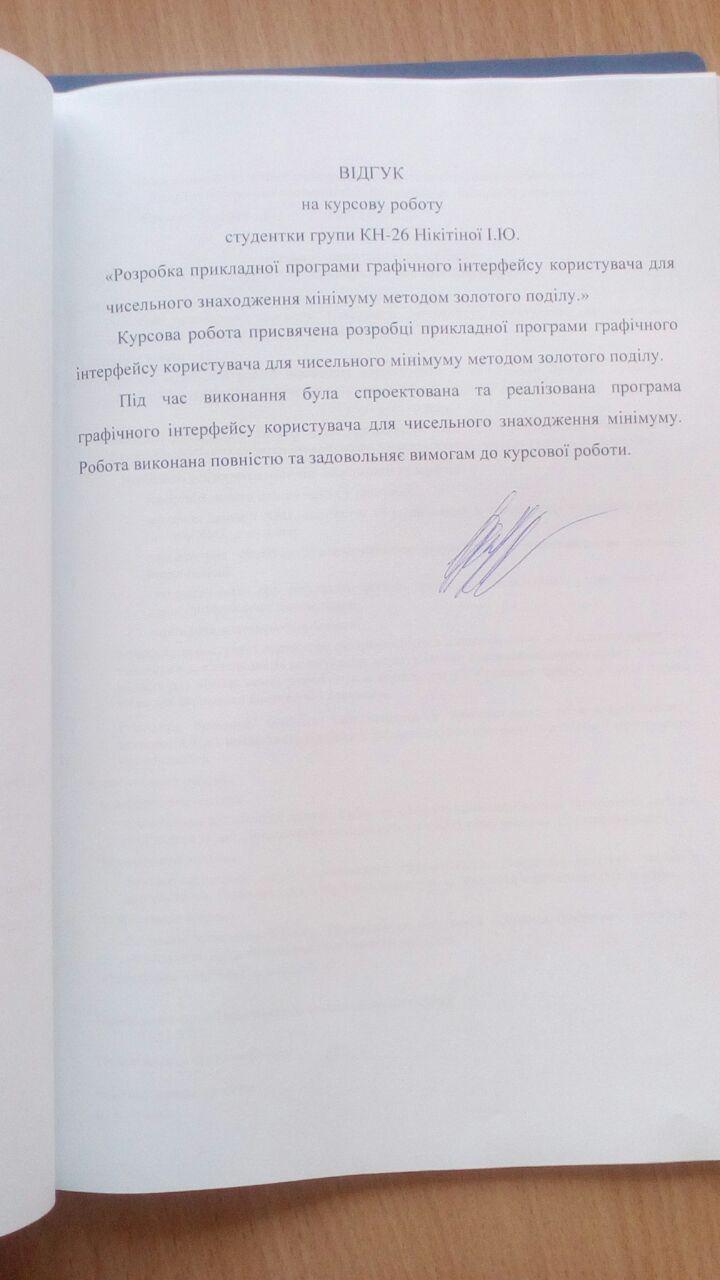 ВІДГУК
на курсову роботу
студентки групи КН-26 Нікітіної І.Ю.
«Розробка прикладної програми графічного інтерфейсу користувача для
чисельного знаходження мінімуму методом золотого поділу.»
Курсова робота присвячена розробці прикладної програми графічного
інтерфейсу користувача для чисельного мінімуму методом золотого поділу.
Під час виконання була спроектована та реалізована програма
графічного інтерфейсу користувача для чисельного знаходження мінімуму.
Робота виконана повністю та задовольняє вимогам до курсової роботи.